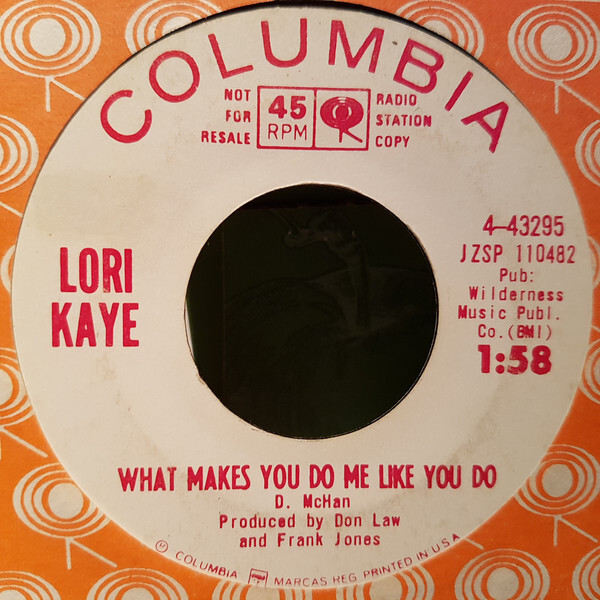 COLUMBIA
NOT
FOR
RESALE
45
RPM
RADIO
STATION
COPY
4-43295
JZSP 110482
Pub:
Wilderness
Music Publ.
Co.(BMI)
1:58
LORI
KAYE
WHAT MAKES YOU DO ME LIKE YOU DO
D. McHan
Produced by Don Law
and Frank Jones
COLUMBIA MARCAS REG. PRINTED IN U.S.A.